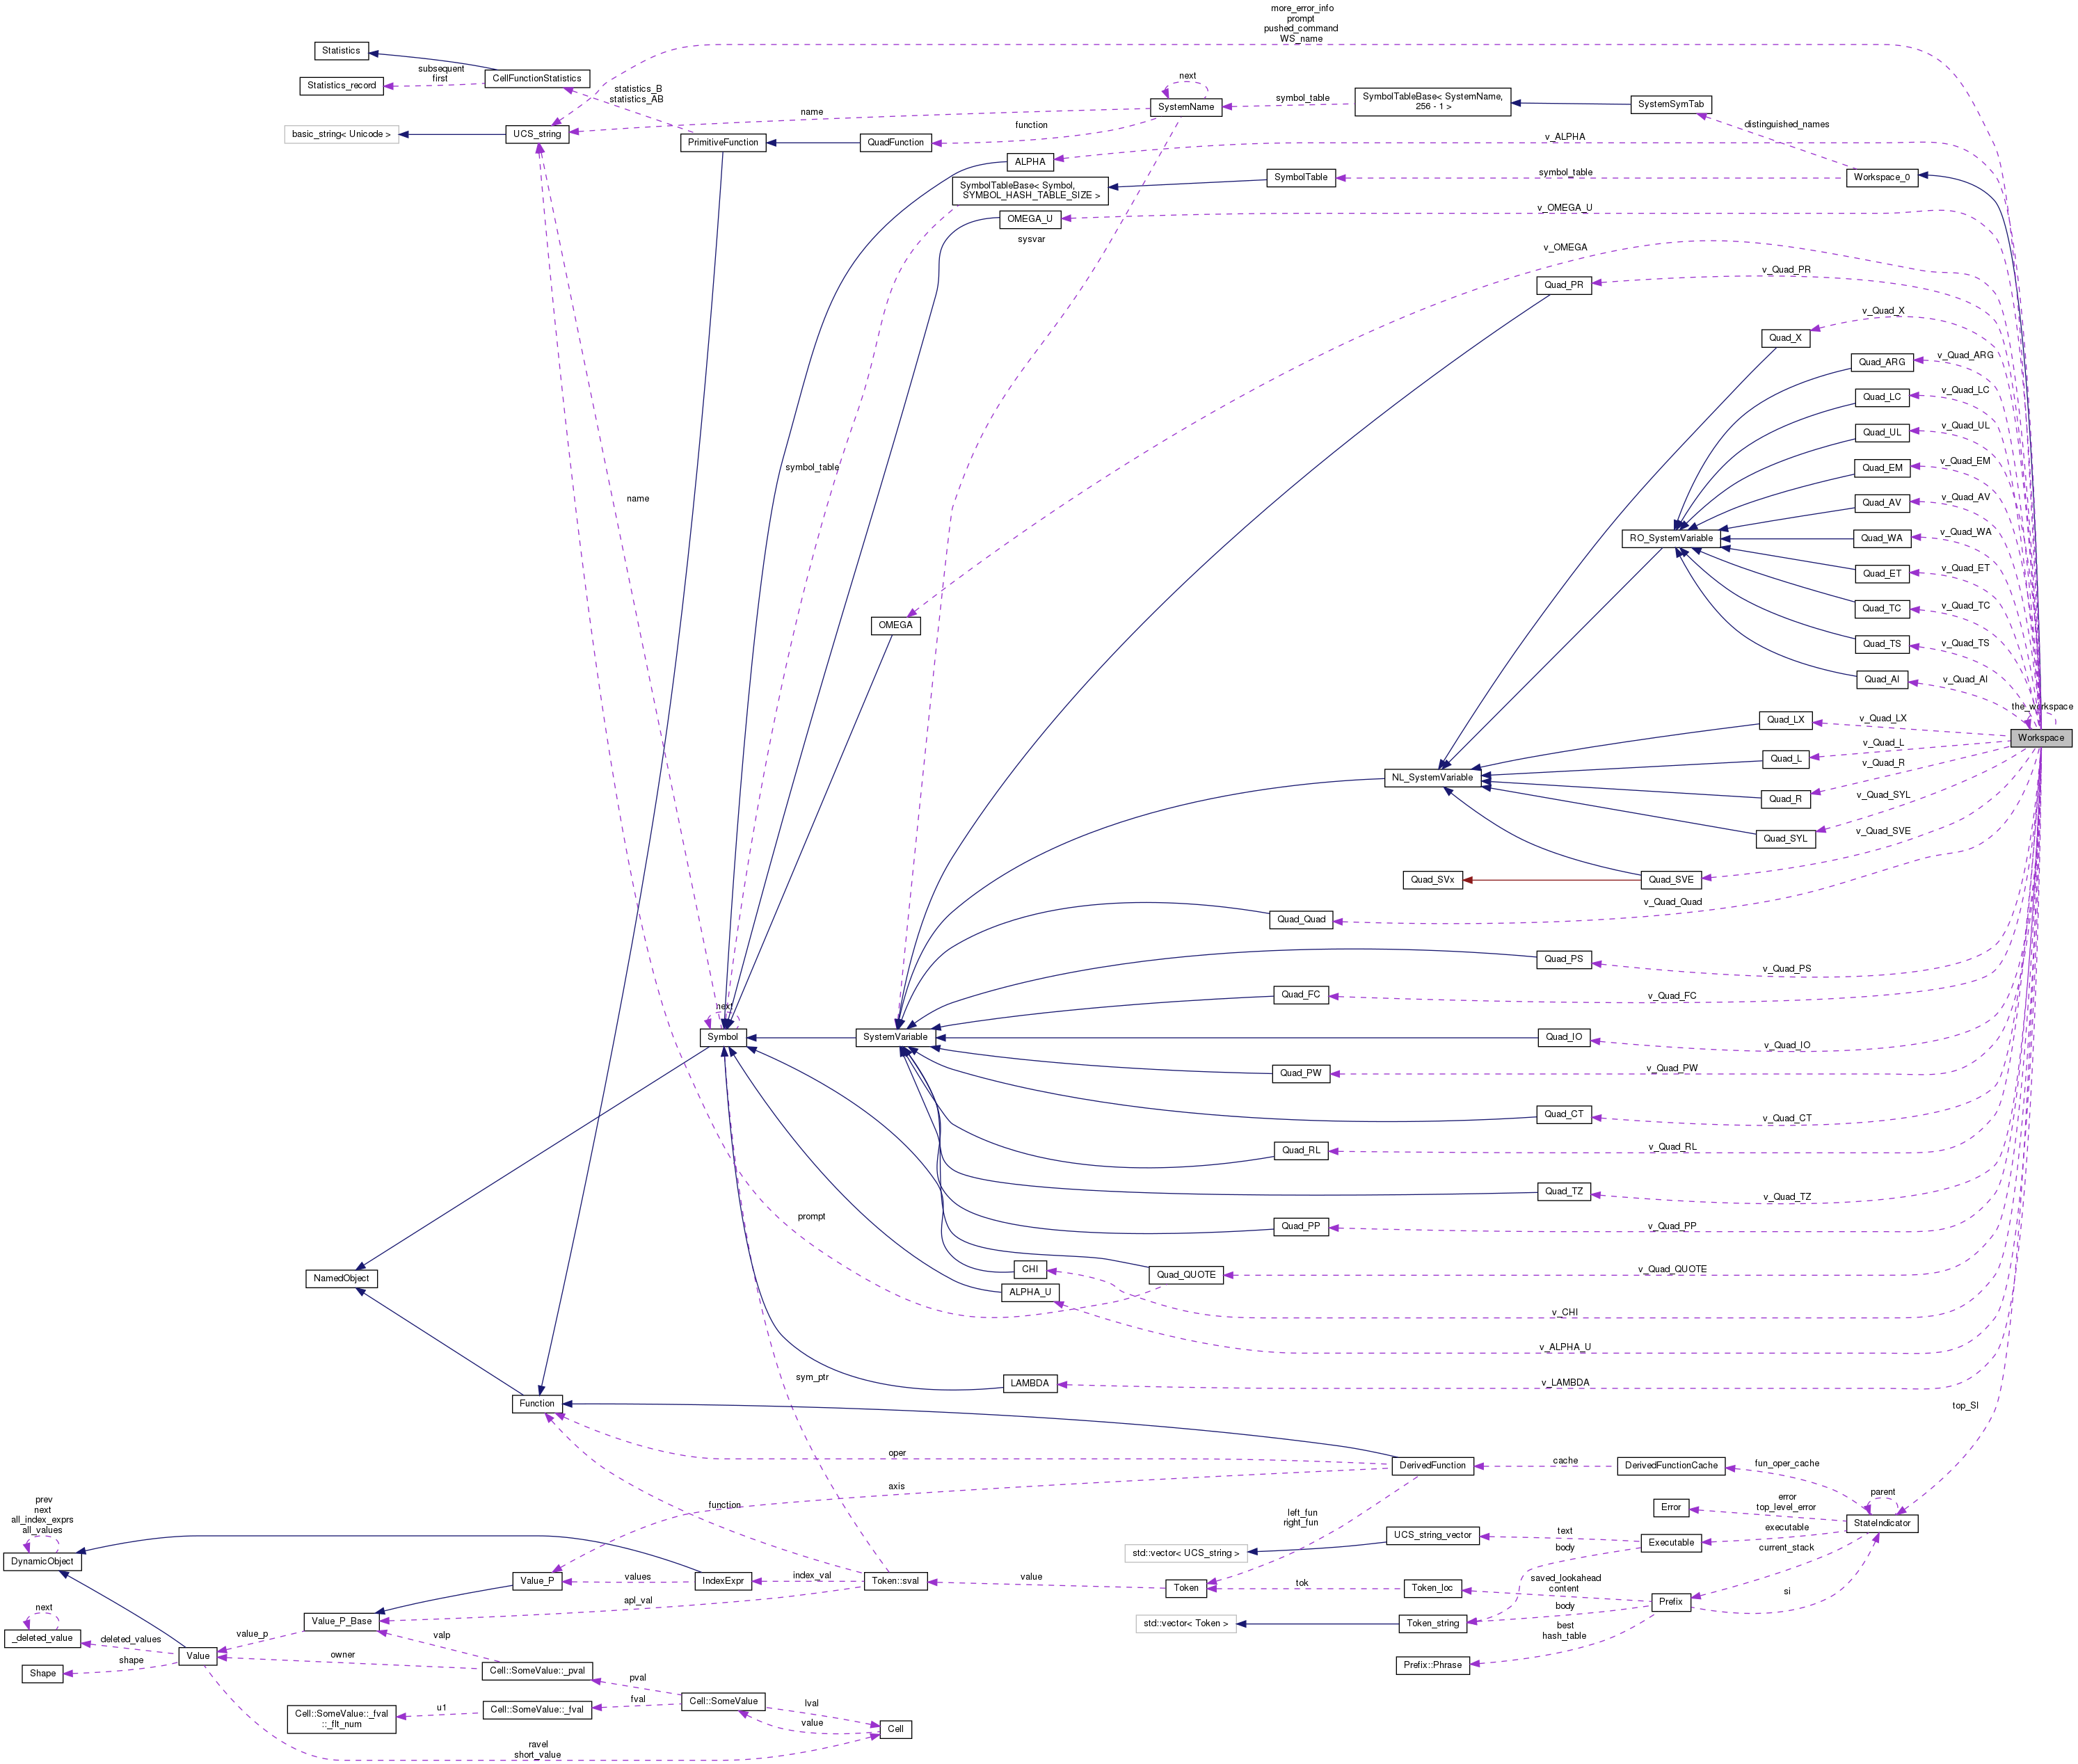 more_error_info
prompt
pushed_command
WS_name
Statistics
subsequent
first
CellFunctionStatistics
Statistics_record
statistics_B
statistics_AB
next
SystemName
symbol_table
SymbolTableBase< SystemName,
256 - 1 >
SystemSymTab
name
function
distinguished_names
basic_string< Unicode >
UCS_string
PrimitiveFunction
QuadFunction
v_ALPHA
ALPHA
SymbolTableBase< Symbol,
SYMBOL_HASH_TABLE_SIZE >
SymbolTable
symbol_table
Workspace_0
OMEGA_U
v_OMEGA_U
sysvar
v_OMEGA
Quad_PR
v_Quad_PR
Quad_X
v_Quad_X
Quad_ARG
v_Quad_ARG
Quad_LC
v_Quad_LC
Quad_UL
v_Quad_UL
symbol_table
Quad_EM
v_Quad_EM
name
Quad_AV
v_Quad_AV
RO_SystemVariable
Quad_WA
v_Quad_WA
Quad_ET
v_Quad_ET
Quad_TC
v_Quad_TC
OMEGA
Quad_TS
v_Quad_TS
Quad_AI
v_Quad_AI
the_workspace
Quad_LX
v_Quad_LX
Workspace
Quad_L
v_Quad_L
NL_SystemVariable
Quad_R
v_Quad_R
Quad_SYL
v_Quad_SYL
v_Quad_SVE
Quad_SVx
Quad_SVE
v_Quad_Quad
Quad_Quad
Quad_PS
v_Quad_PS
Quad_FC
v_Quad_FC
next
Symbol
SystemVariable
Quad_IO
v_Quad_IO
Quad_PW
v_Quad_PW
Quad_CT
v_Quad_CT
Quad_RL
v_Quad_RL
Quad_TZ
v_Quad_TZ
prompt
Quad_PP
v_Quad_PP
NamedObject
CHI
Quad_QUOTE
v_Quad_QUOTE
ALPHA_U
v_CHI
v_ALPHA_U
sym_ptr
LAMBDA
v_LAMBDA
Function
top_SI
oper
DerivedFunction
cache
DerivedFunctionCache
fun_oper_cache
axis
parent
prev
next
all_index_exprs
all_values
function
left_fun
right_fun
Error
error
top_level_error
StateIndicator
UCS_string_vector
text
Executable
executable
std::vector< UCS_string >
body
current_stack
DynamicObject
Value_P
values
IndexExpr
index_val
Token::sval
value
Token
tok
Token_loc
saved_lookahead
content
si
apl_val
Prefix
body
next
Value_P_Base
std::vector< Token >
Token_string
_deleted_value
deleted_values
value_p
valp
best
hash_table
Value
owner
shape
Shape
Cell::SomeValue::_pval
Prefix::Phrase
pval
Cell::SomeValue::_fval
::_flt_num
u1
Cell::SomeValue::_fval
fval
Cell::SomeValue
lval
value
Cell
ravel
short_value